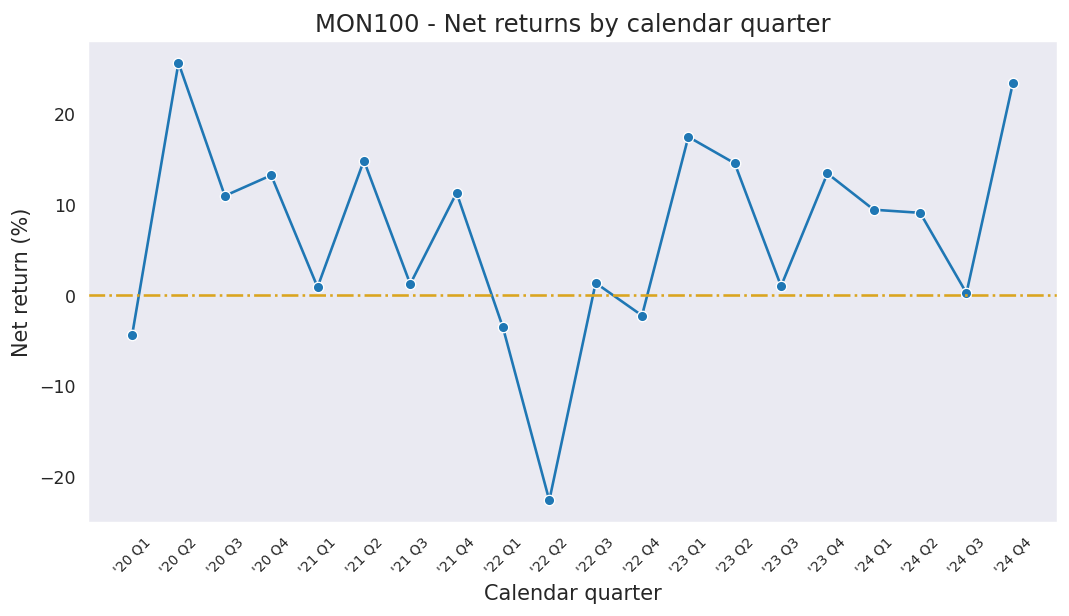 MON100 - Net returns by calendar quarter
Net return (%)
20
10
0
−10
−20
'20 Q1
'20 Q2
'20 Q3
'20 Q4
'21 Q1
'21 Q2
'21 Q3
'21 Q4
'22 Q1
'22 Q2
'22 Q3
'22 Q4
'23 Q1
'23 Q2
'23 Q3
'23 Q4
'24 Q1
'24 Q2
'24 Q3
'24 Q4
Calendar quarter